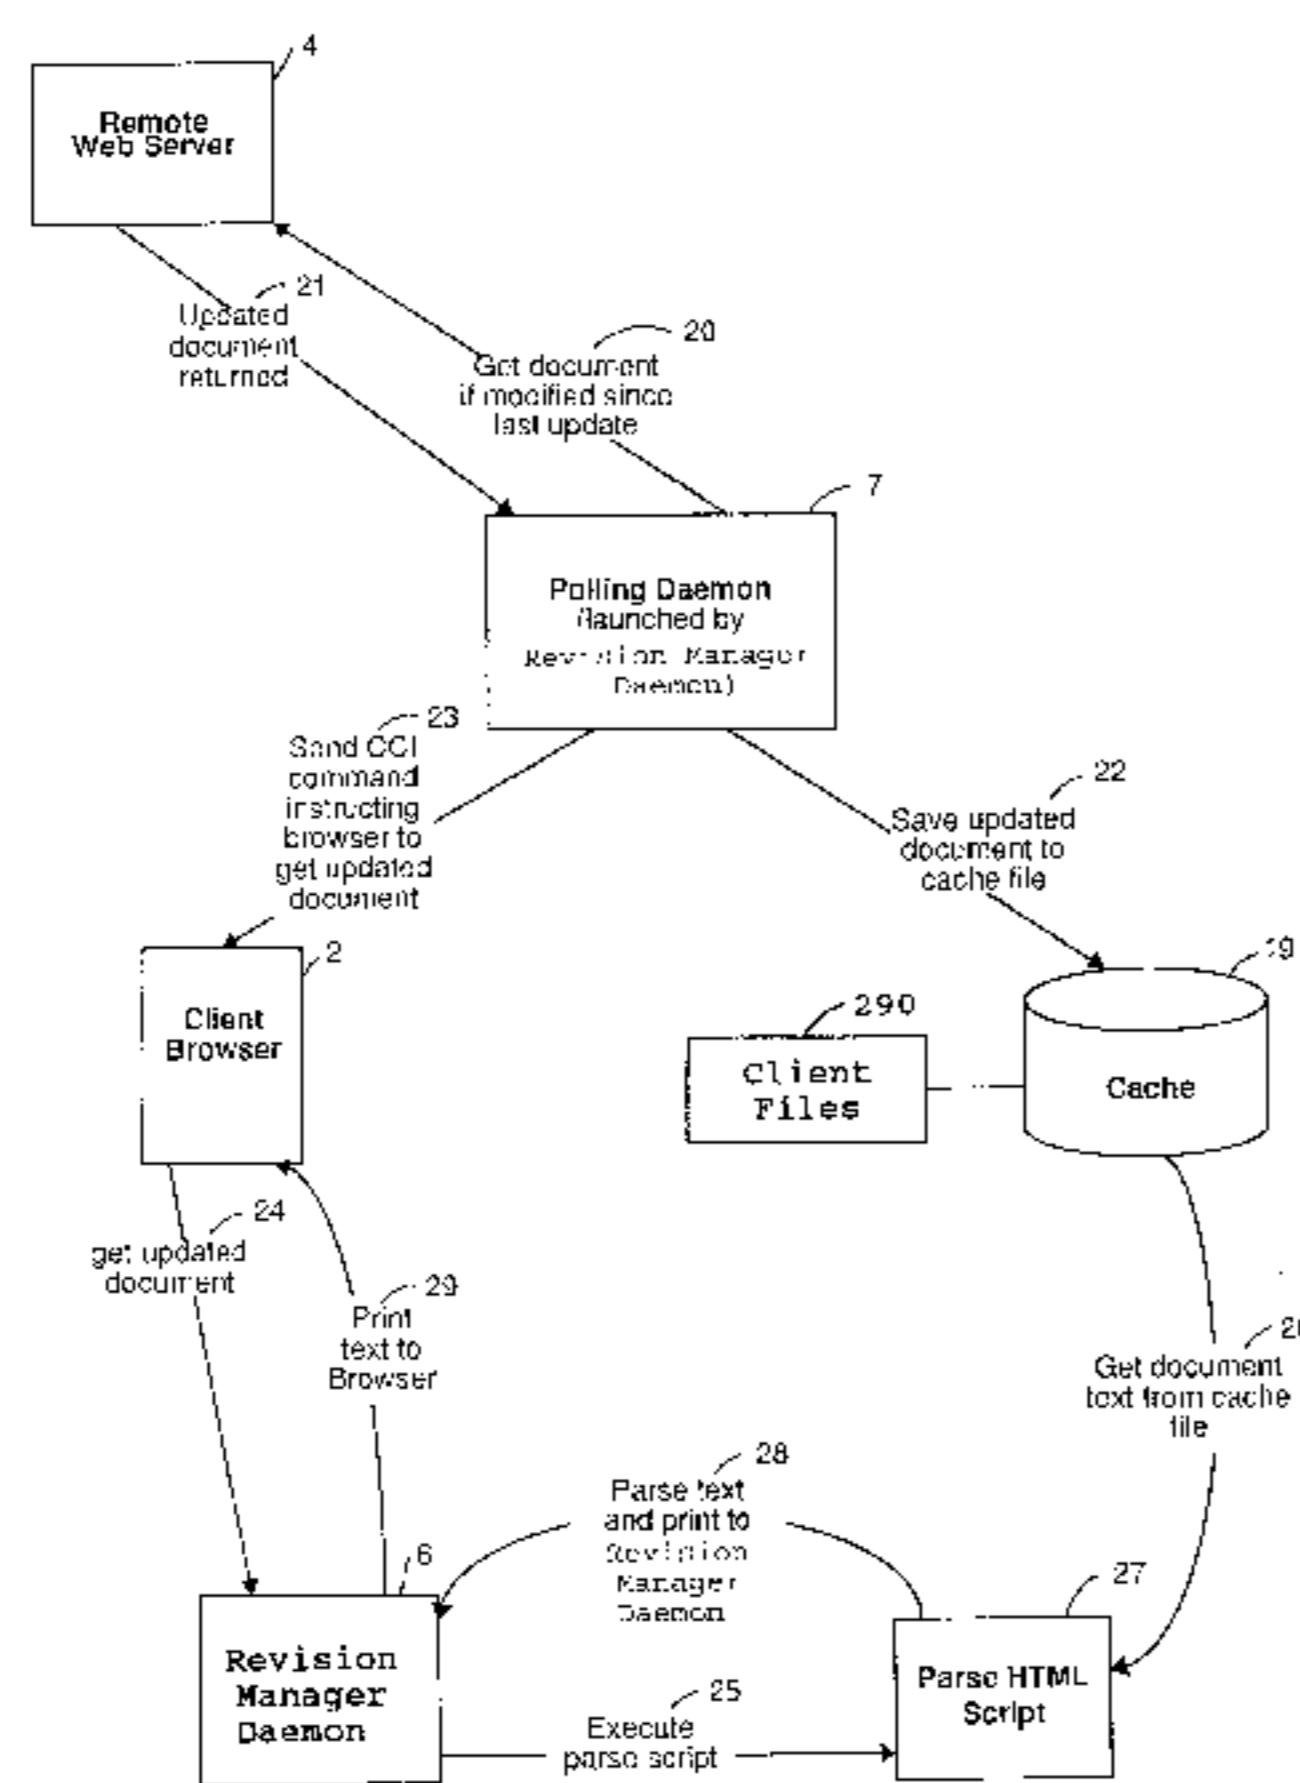 4
Remote
Web Server
21
Updated
document
returned
20
Get document
if modified since
last update
7
Polling Daemon
(launched by
Revision Manager
Daemon)
23
Send CCI
command
instructing
browser to
get updated
document
22
Save updated
document to
cache file
2
Client
Browser
19
290
Client
Files
Cache
24
get updated
document
29
Print
text to
Browser
Get document
text from cache
file
28
Parse text
and print to
Revision
Manager
Daemon
6
Revision
Manager
Daemon
25
Execute
parse script
27
Parse HTML
Script